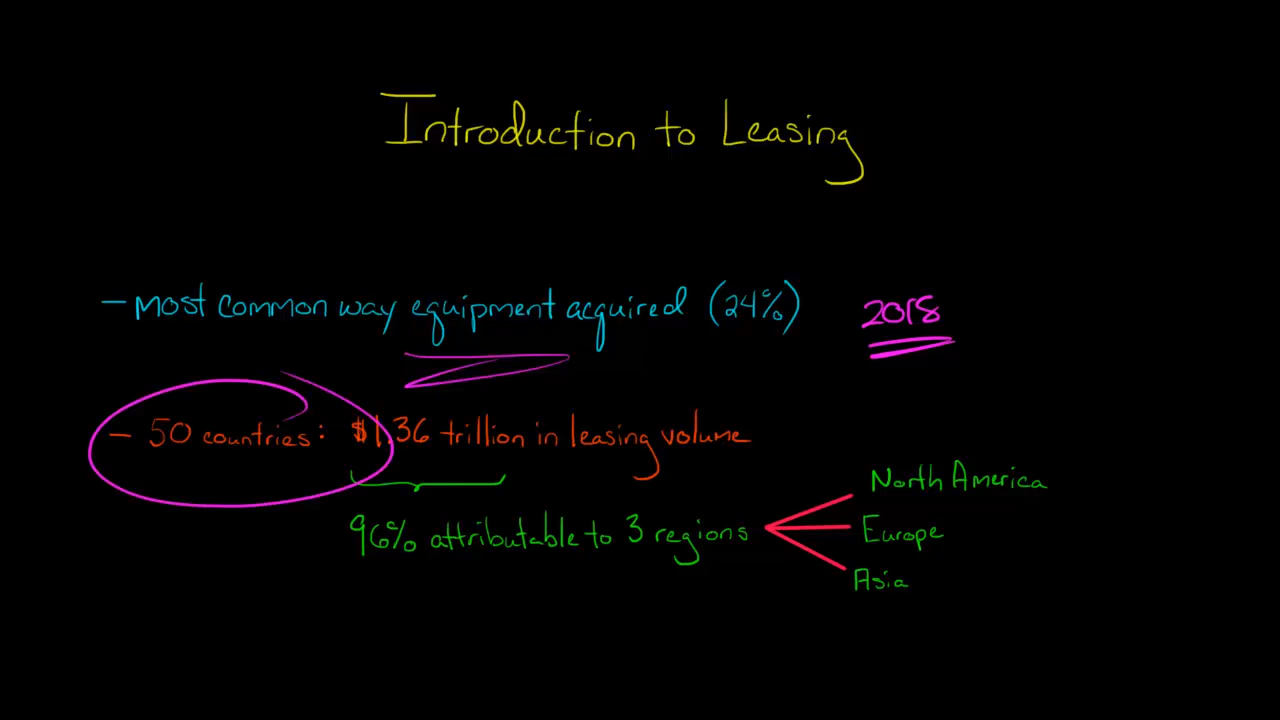 Introduction to Leasing
- most common way equipment acquired (24%) 2018
- 50 countries: $1.36 trillion in leasing volume
North America
96% attributable to 3 regions
Europe
Asia